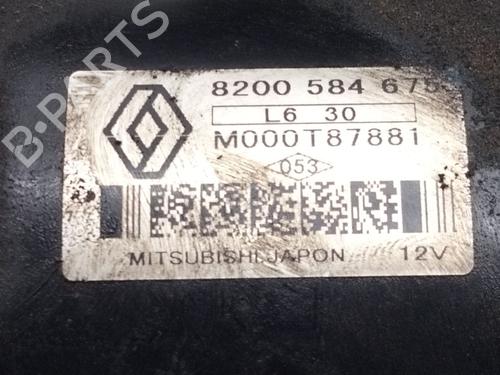 B-PARTS
8200 584 675
L6 30
M000T87881
053
MITSUBISHI JAPON 12V